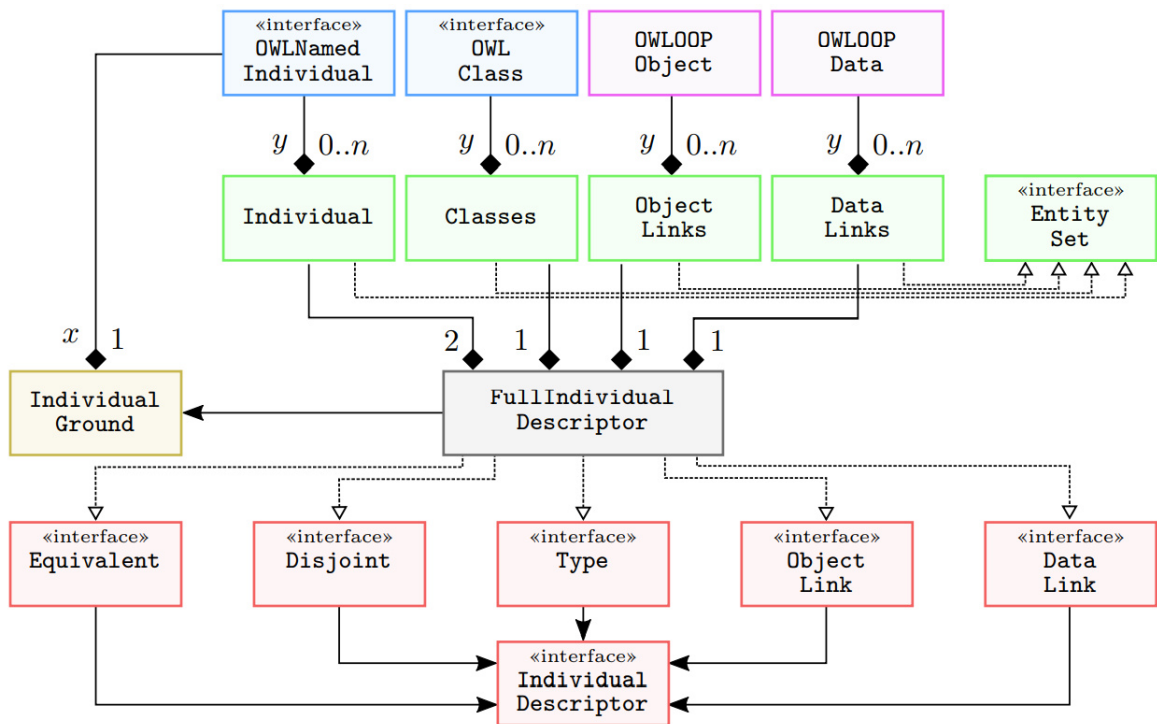 «interface»
OWLNamed
Individual
«interface»
OWL
Class
OWLOOP
Object
OWLOOP
Data
y 0..n
y 0..n
y 0..n
y 0..n
Individual
Classes
Object
Links
Data
Links
«interface»
Entity
Set
x 1
2
1
1
1
Individual
Ground
FullIndividual
Descriptor
«interface»
Equivalent
«interface»
Disjoint
«interface»
Type
«interface»
Object
Link
«interface»
Data
Link
«interface»
Individual
Descriptor